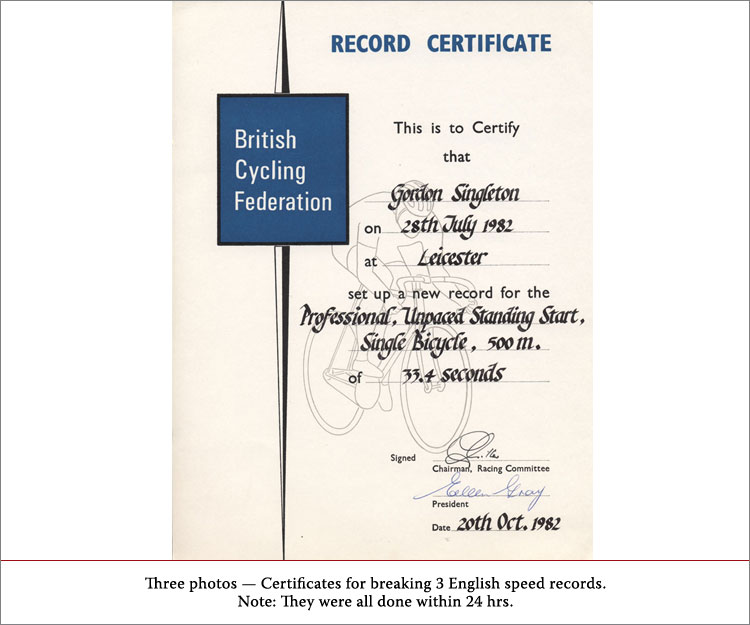 RECORD CERTIFICATE
British
Cycling
Federation
This is to Certify
that
Gordon Singleton
on 28th July 1982
at Leicester
set up a new record for the
Professional, Unpaced Standing Start,
Single Bicycle, 500 m.
of 33.4 seconds
Signed
Chairman, Racing Committee
Eileen Gray
President
Date 20th Oct. 1982
Three photos — Certificates for breaking 3 English speed records.
Note: They were all done within 24 hrs.